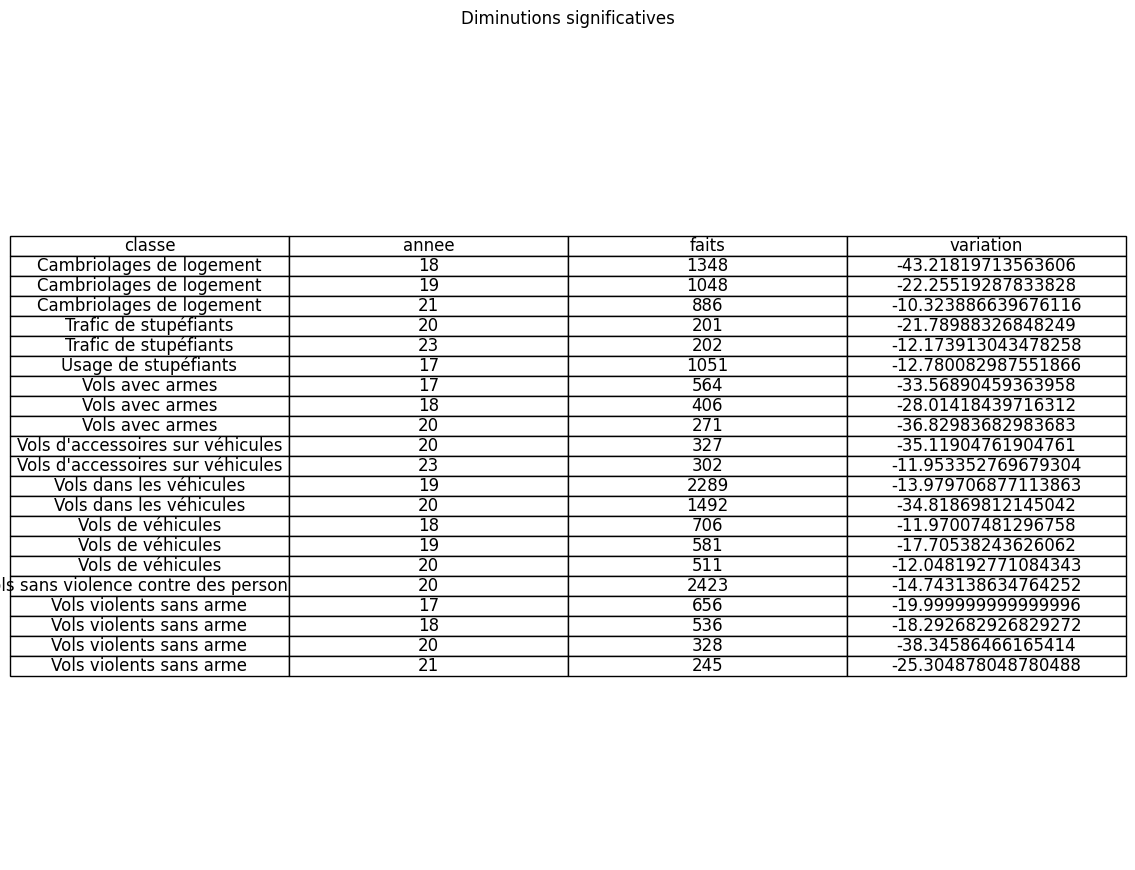 Diminutions significatives
classe annee faits variation
Cambriolages de logement 18 1348 -43.21819713563606
Cambriolages de logement 19 1048 -22.25519287833828
Cambriolages de logement 21 886 -10.323886639676116
Trafic de stupéfiants 20 201 -21.78988326848249
Trafic de stupéfiants 23 202 -12.173913043478258
Usage de stupéfiants 17 1051 -12.780082987551866
Vols avec armes 17 564 -33.56890459363958
Vols avec armes 18 406 -28.01418439716312
Vols avec armes 20 271 -36.82983682983683
Vols d'accessoires sur véhicules 20 327 -35.11904761904761
Vols d'accessoires sur véhicules 23 302 -11.953352769679304
Vols dans les véhicules 19 2289 -13.979706877113863
Vols dans les véhicules 20 1492 -34.81869812145042
Vols de véhicules 18 706 -11.97007481296758
Vols de véhicules 19 581 -17.70538243626062
Vols de véhicules 20 511 -12.048192771084343
ls sans violence contre des person 20 2423 -14.743138634764252
Vols violents sans arme 17 656 -19.999999999999996
Vols violents sans arme 18 536 -18.292682926829272
Vols violents sans arme 20 328 -38.34586466165414
Vols violents sans arme 21 245 -25.304878048780488